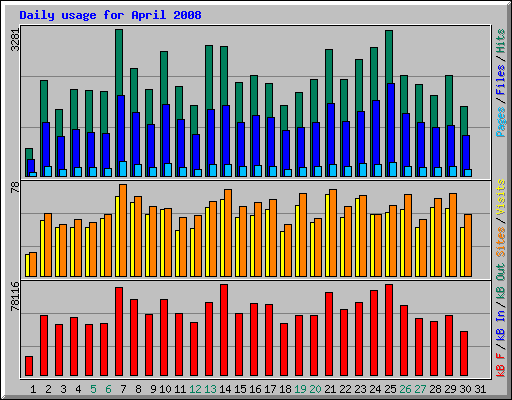 Daily usage for April 2008
3281
Pages / Files / Hits
78
Sites / Visits
78116
kB F / kB In / kB Out
1 2 3 4 5 6 7 8 9 10 11 12 13 14 15 16 17 18 19 20 21 22 23 24 25 26 27 28 29 30 31